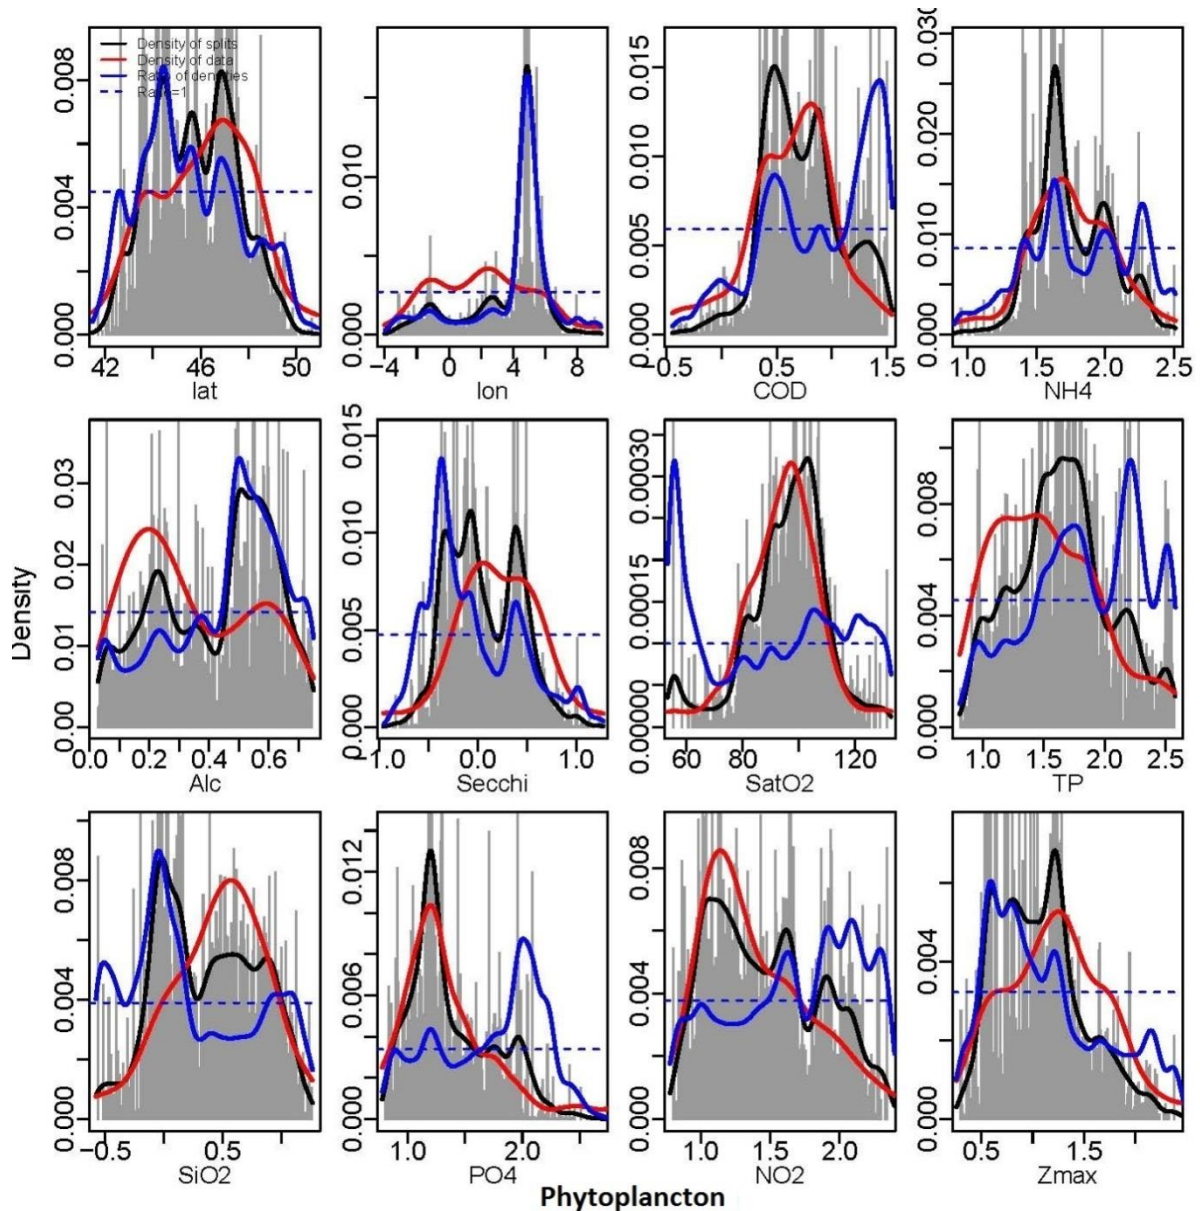 Density of splits
Density of data
Ratio of densities
Ratio=1
0.000 0.004 0.008
42 46 50
lat
0.000 0.010
−4 0 4 8
lon
0.000 0.005 0.010 0.015
−0.5 0.5 1.5
COD
0.000 0.010 0.020 0.030
1.0 1.5 2.0 2.5
NH4
Density
0.00 0.01 0.02 0.03
0.0 0.2 0.4 0.6
Alc
0.000 0.005 0.010 0.015
−1.0 0.0 1.0
Secchi
0.00000 0.00015 0.00030
60 80 100 120
SatO2
0.000 0.004 0.008
1.0 1.5 2.0 2.5
TP
0.000 0.004 0.008
−0.5 0.5
SiO2
0.000 0.006 0.012
1.0 2.0
PO4
0.000 0.004 0.008
1.0 1.5 2.0
NO2
0.000 0.004
0.5 1.5
Zmax
Phytoplancton